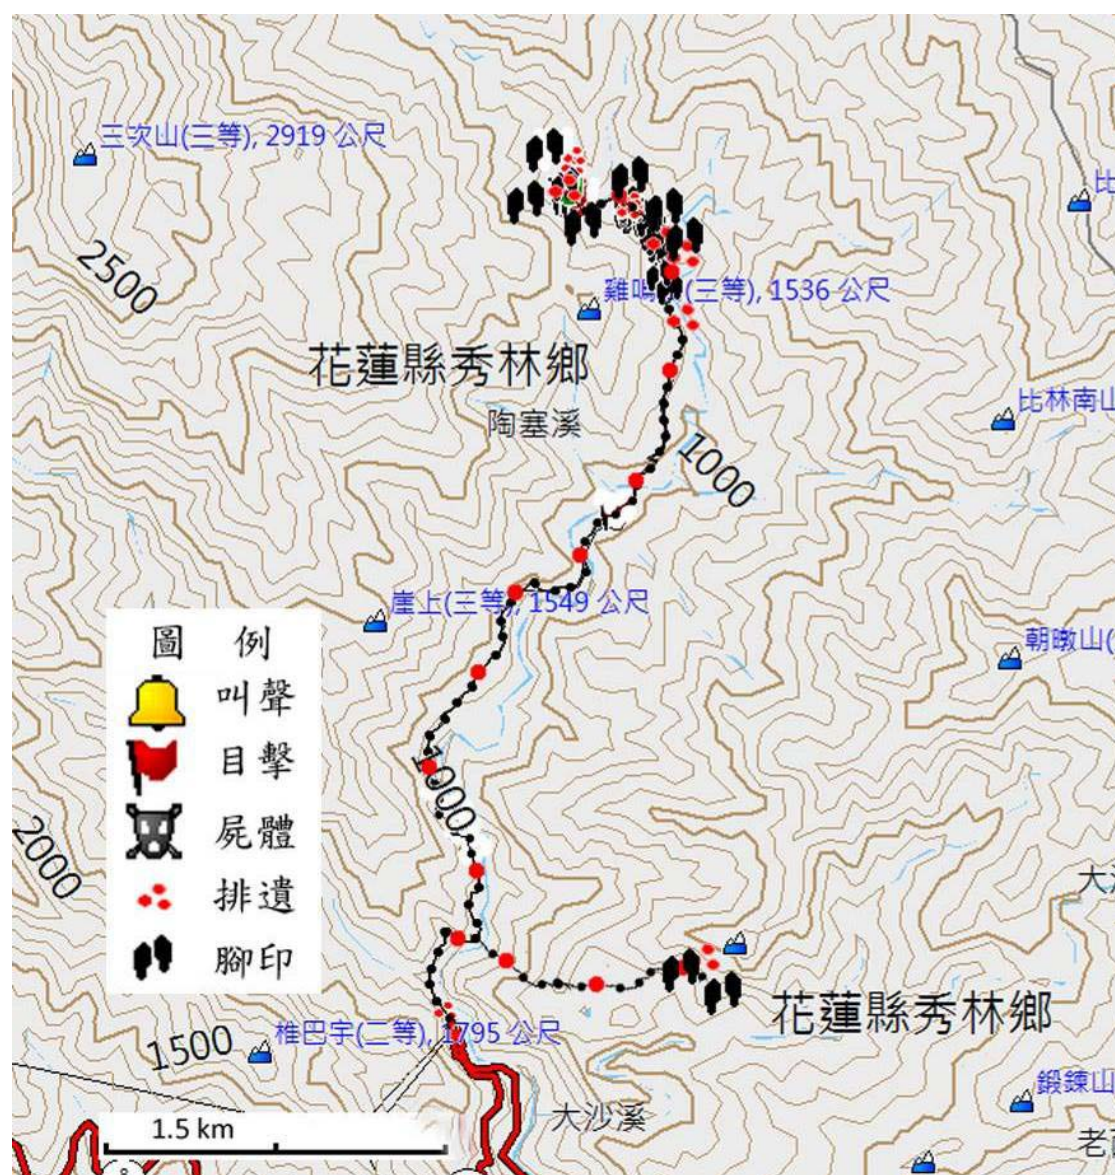 三次山(三等), 2919 公尺
比
2500
雞鳴(三等), 1536 公尺
花蓮縣秀林鄉
陶塞溪
比林南山
1000
崖上(三等), 1549 公尺
圖 例
叫聲
目擊
屍體
排遺
腳印
朝暾山(
1000
2000
大沙
花蓮縣秀林鄉
椎巴宇(二等), 1795 公尺
1500
鍛鍊山
大沙溪
1.5 km
老